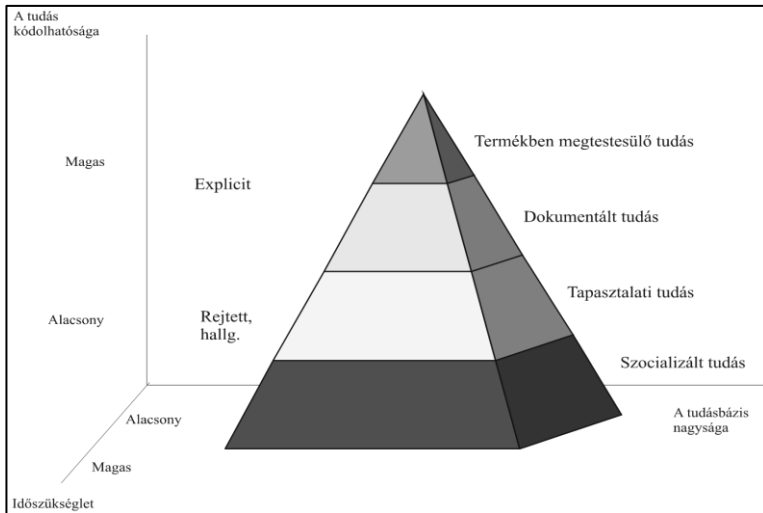 A tudás
kódolhatósága
Termékben megtestesülő tudás
Magas
Explicit
Dokumentált tudás
Tapasztalati tudás
Rejtett,
hallg.
Alacsony
Szocializált tudás
Alacsony
A tudásbázis
nagysága
Magas
Időszükséglet